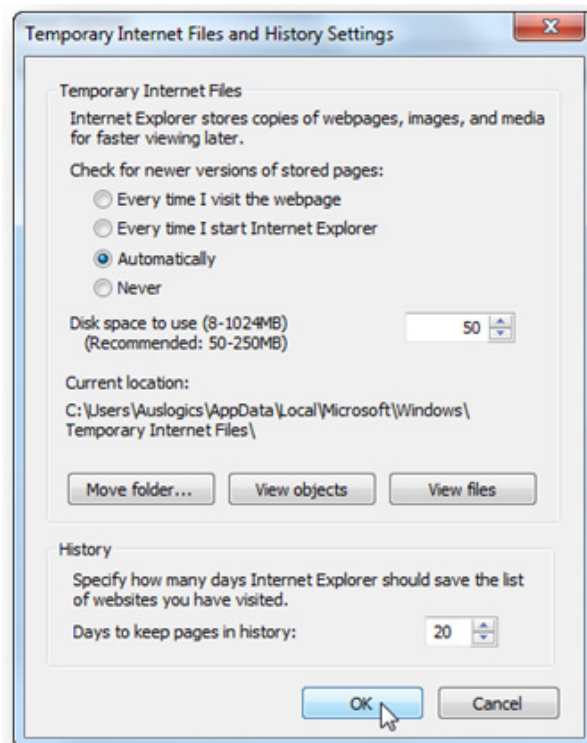 Temporary Internet Files and History Settings
Temporary Internet Files
Internet Explorer stores copies of webpages, images, and media
for faster viewing later.
Check for newer versions of stored pages:
Every time I visit the webpage
Every time I start Internet Explorer
Automatically
Never
Disk space to use (8-1024MB)
50
(Recommended: 50-250MB)
Current location:
C:\Users\Auslogics\AppData\Local\Microsoft\Windows\
Temporary Internet Files\
Move folder... View objects View files
History
Specify how many days Internet Explorer should save the list
of websites you have visited.
Days to keep pages in history: 20
OK Cancel